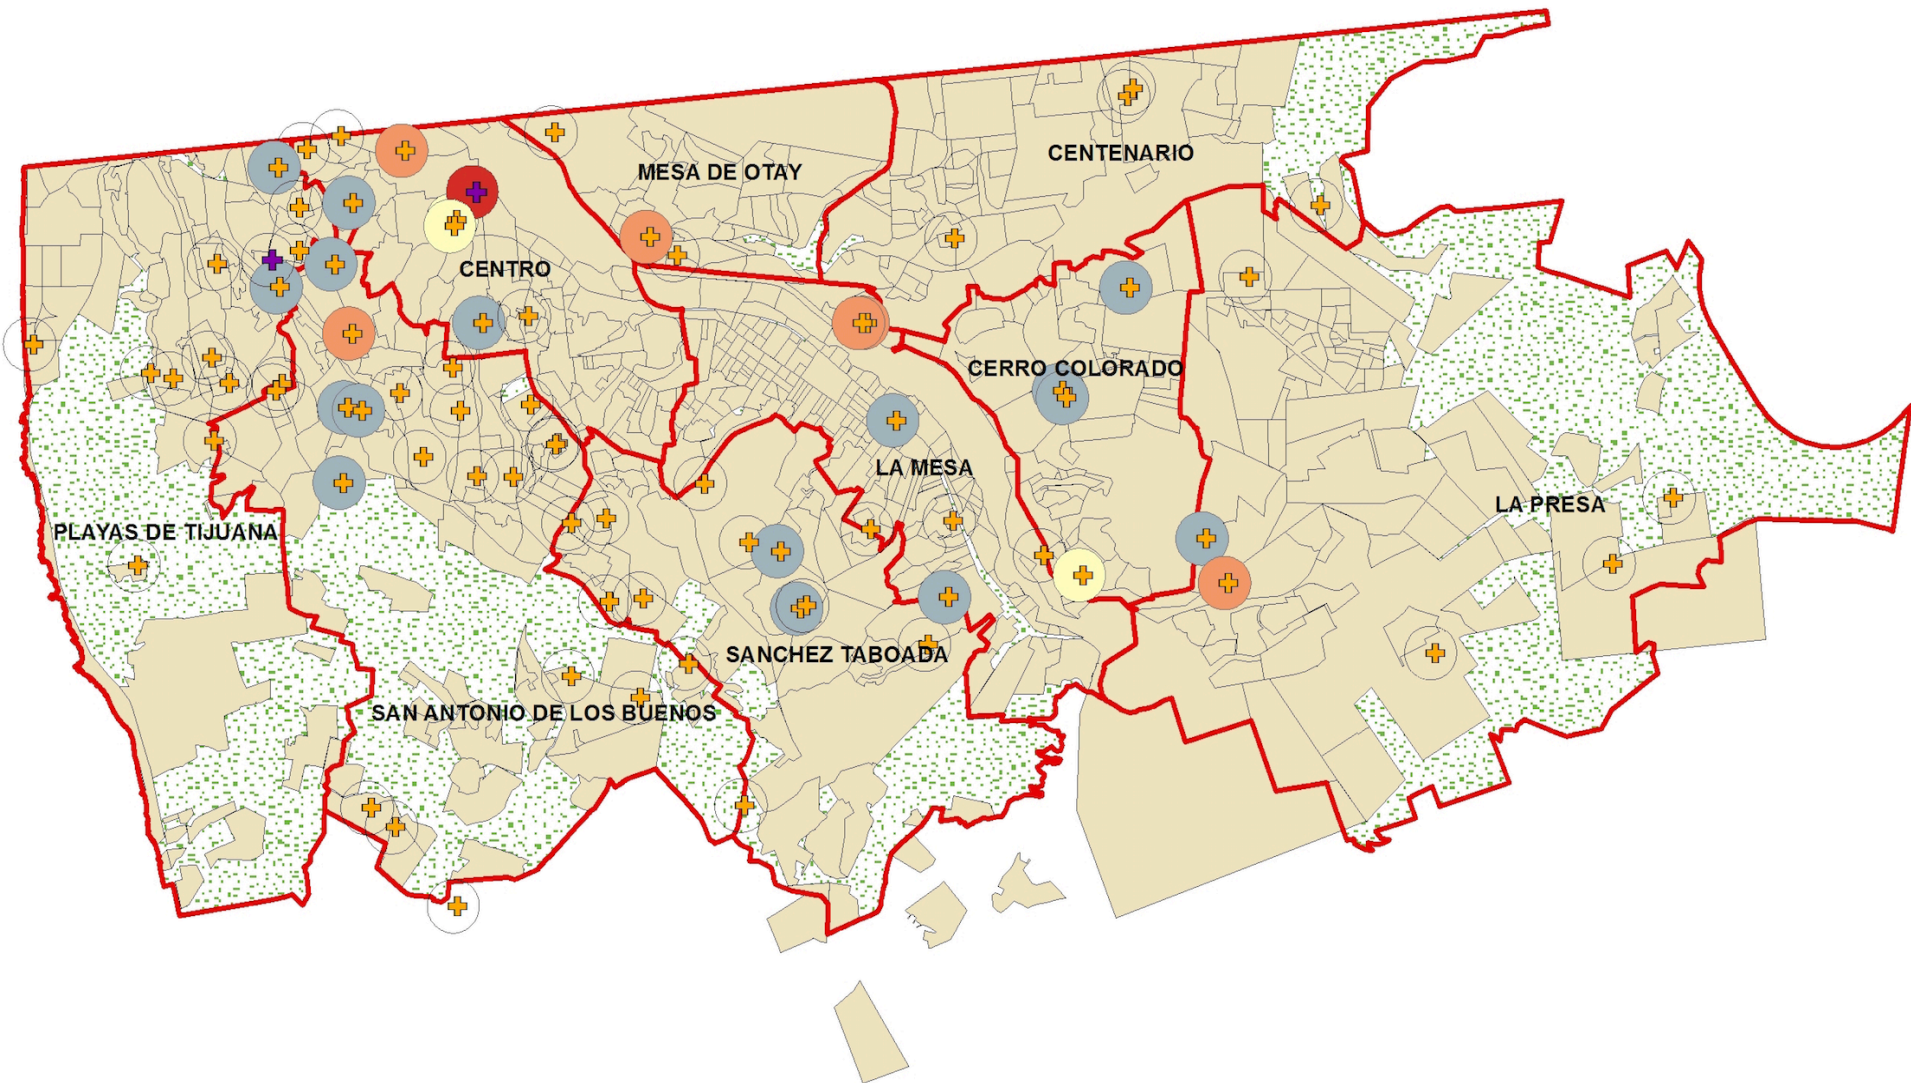 CENTENARIO
MESA DE OTAY
CENTRO
CERRO COLORADO
LA MESA
LA PRESA
PLAYAS DE TIJUANA
SANCHEZ TABOADA
SAN ANTONIO DE LOS BUENOS